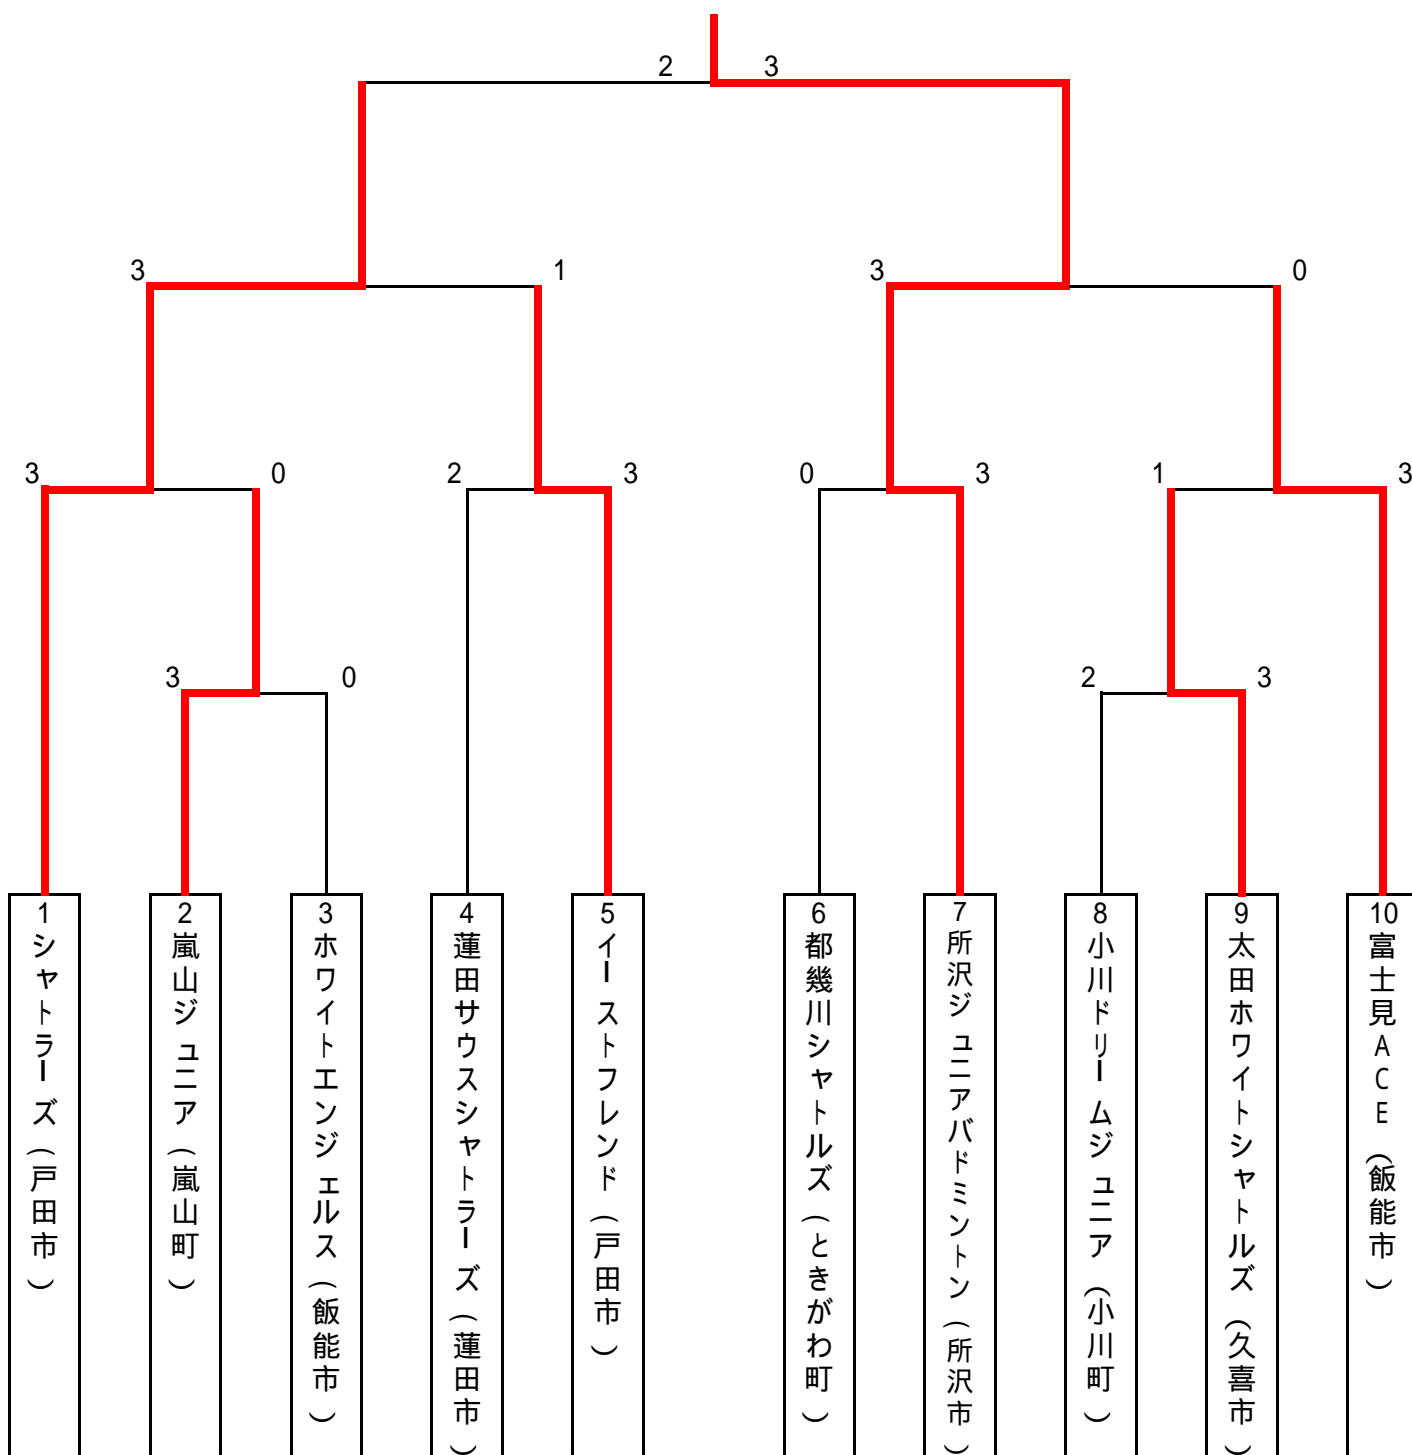 2 3
3 1 3 0
3 0 2 3 0 3 1 3
3 0 2 3
1 シャトラーズ(戸田市)
2 嵐山ジュニア(嵐山町)
3 ホワイトエンジェルス(飯能市)
4 蓮田サウスシャトラーズ(蓮田市)
5 イーストフレンド(戸田市)
6 都幾川シャトルズ(ときがわ町)
7 所沢ジュニアバドミントン(所沢市)
8 小川ドリームジュニア(小川町)
9 太田ホワイトシャトルズ(久喜市)
10 富士見ACE(飯能市)